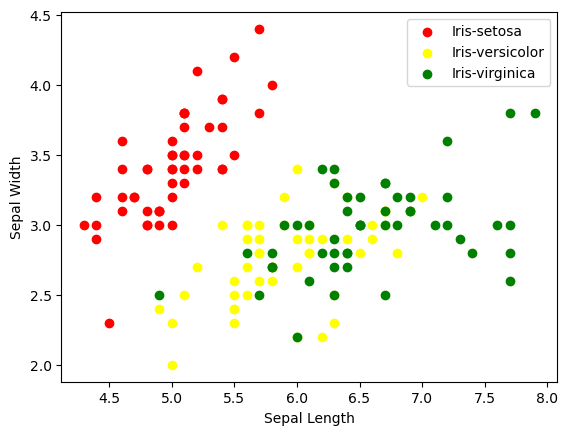 4.5
4.0
3.5
3.0
2.5
2.0
Sepal Width
Iris-setosa
Iris-versicolor
Iris-virginica
4.5 5.0 5.5 6.0 6.5 7.0 7.5 8.0
Sepal Length